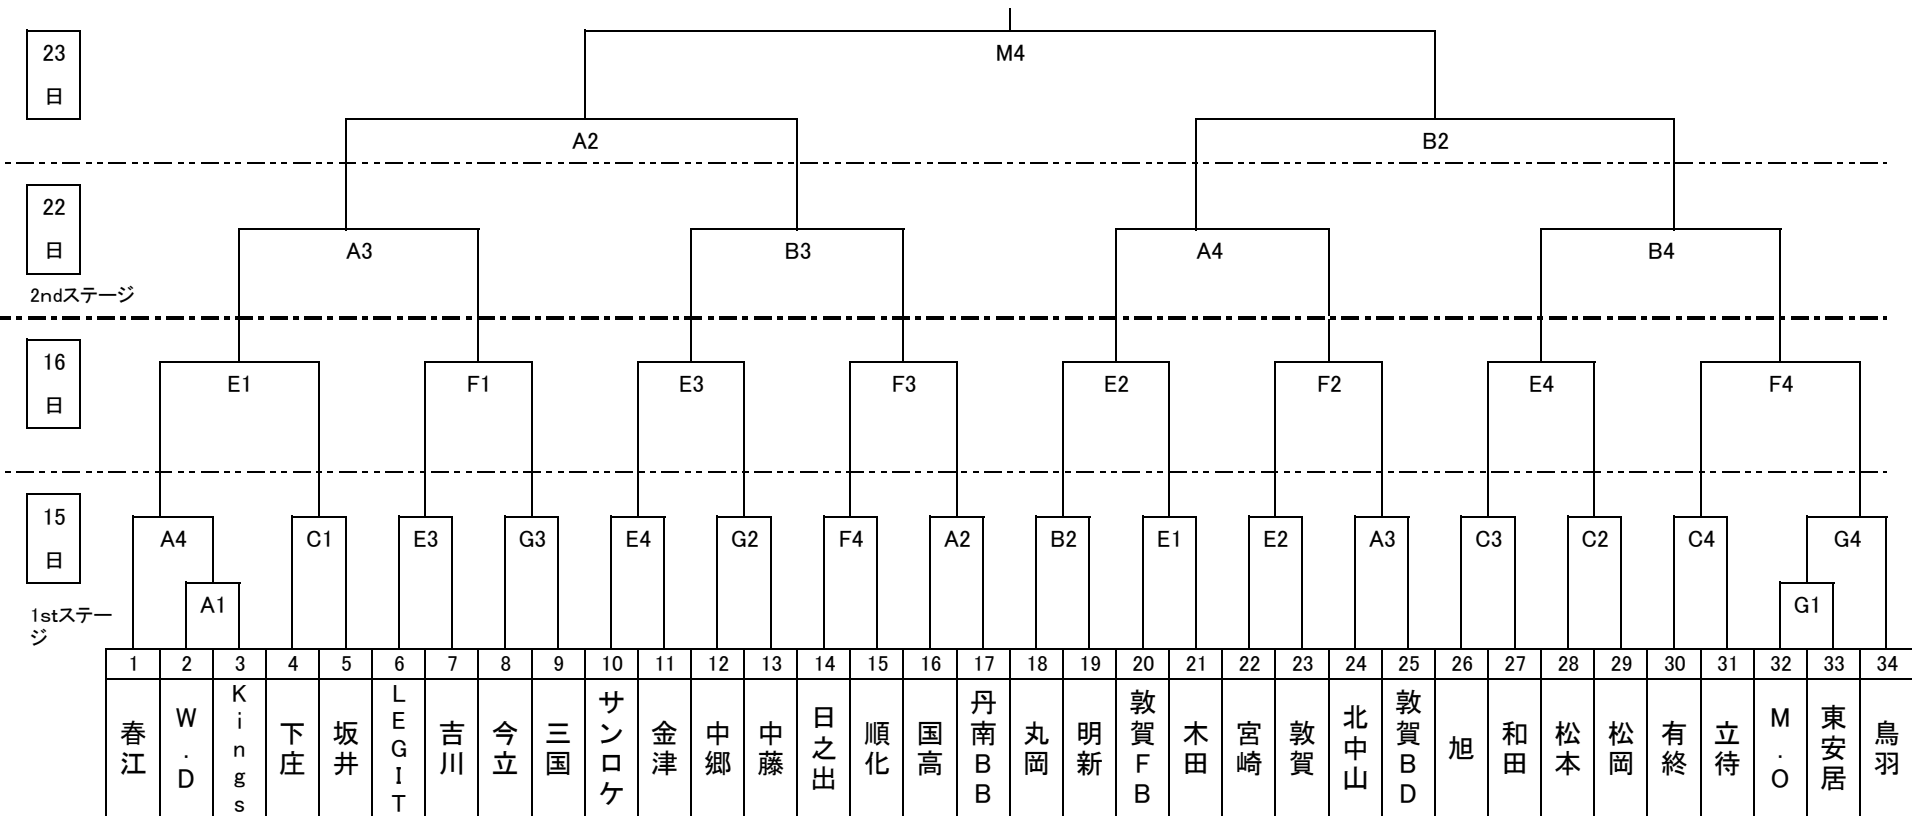 23
日
M4
A2
B2
22
日
A3
B3
A4
B4
2ndステージ
16
日
E1
F1
E3
F3
E2
F2
E4
F4
15
日
A4
C1
E3
G3
E4
G2
F4
A2
B2
E1
E2
A3
C3
C2
C4
G4
A1
G1
1stステー
ジ
1 2 3 4 5 6 7 8 9 10 11 12 13 14 15 16 17 18 19 20 21 22 23 24 25 26 27 28 29 30 31 32 33 34
春江
W.D
Kings
下庄
坂井
LEGIT
吉川
今立
三国
サンロケ
金津
中郷
中藤
日之出
順化
国高
丹南BB
丸岡
明新
敦賀FB
木田
宮崎
敦賀
北中山
敦賀BD
旭
和田
松本
松岡
有終
立待
M.O
東安居
鳥羽